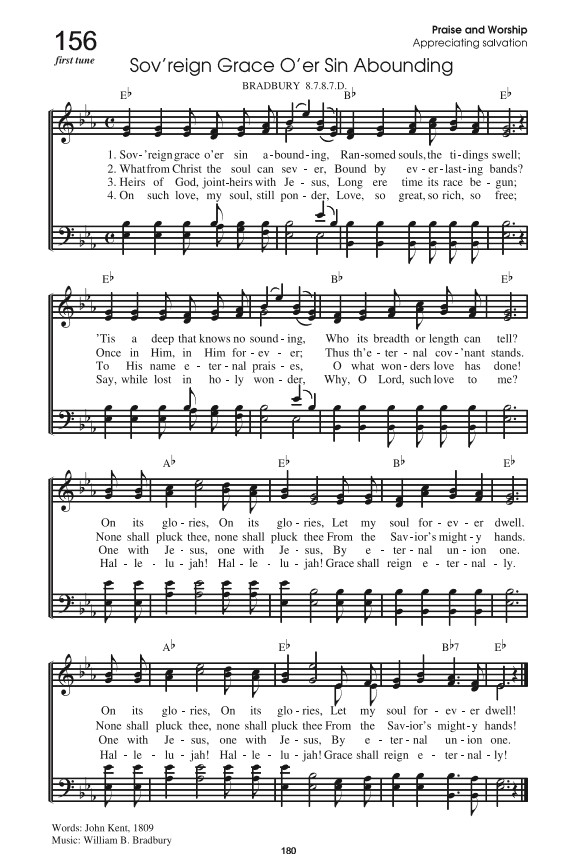 156
first tune
Praise and Worship
Appreciating salvation
Sov'reign Grace O'er Sin Abounding
BRADBURY 8.7.8.7.D.
E♭ B♭
1. Sov-'reign grace o'er sin a-bound-ing, Ran-somed souls, the ti-dings swell;
2. What from Christ the soul can sev-er, Bound by ev-er-last-ing bands?
3. Heirs of God, joint-heirs with Je-sus, Long ere time its race be-gun;
4. On such love, my soul, still pon-der, Love, so great, so rich, so free;
E♭ B♭ E♭
'Tis a deep that knows no sound-ing, Who its breadth or length can tell?
Once in Him, in Him for-ev-er; Thus th'e-ter-nal cov-'nant stands.
To His name e-ter-nal prais-es, O what won-ders love has done!
Say, while lost in ho-ly won-der, Why, O Lord, such love to me?
A♭ E♭ B♭ E♭
On its glo-ries, On its glo-ries, Let my soul for-ev-er dwell.
None shall pluck thee, none shall pluck thee From the Sav-ior's might-y hands.
One with Je-sus, one with Je-sus, By e-ter-nal un-ion one.
Hal-le-lu-jah! Hal-le-lu-jah! Grace shall reign e-ter-nal-ly.
A♭ E♭ B♭7 E♭
On its glo-ries, On its glo-ries, Let my soul for-ev-er dwell!
None shall pluck thee, none shall pluck thee From the Sav-ior's might-y hands!
One with Je-sus, one with Je-sus, By e-ter-nal un-ion one.
Hal-le-lu-jah! Hal-le-lu-jah! Grace shall reign e-ter-nal-ly!
Words: John Kent, 1809
Music: William B. Bradbury
180